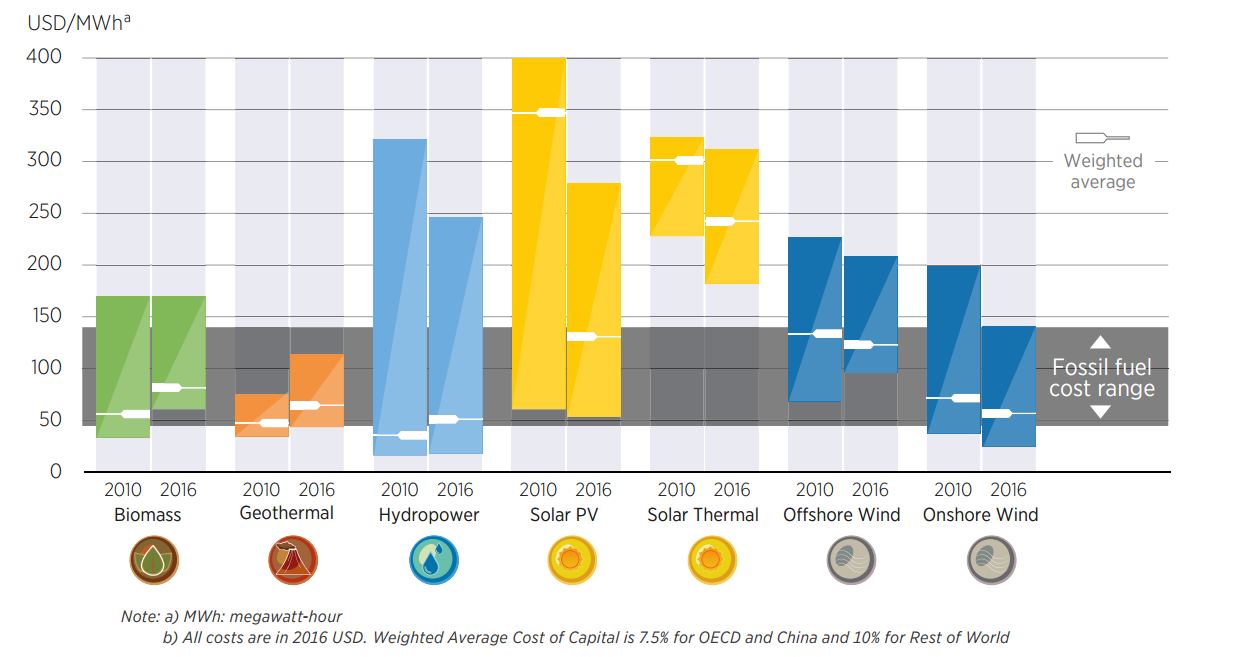 USD/MWhᵃ
400
350
300
250
200
150
100
50
0
Weighted
average
Fossil fuel
cost range
2010 2016 2010 2016 2010 2016 2010 2016 2010 2016 2010 2016 2010 2016
Biomass Geothermal Hydropower Solar PV Solar Thermal Offshore Wind Onshore Wind
Note: a) MWh: megawatt-hour
b) All costs are in 2016 USD. Weighted Average Cost of Capital is 7.5% for OECD and China and 10% for Rest of World